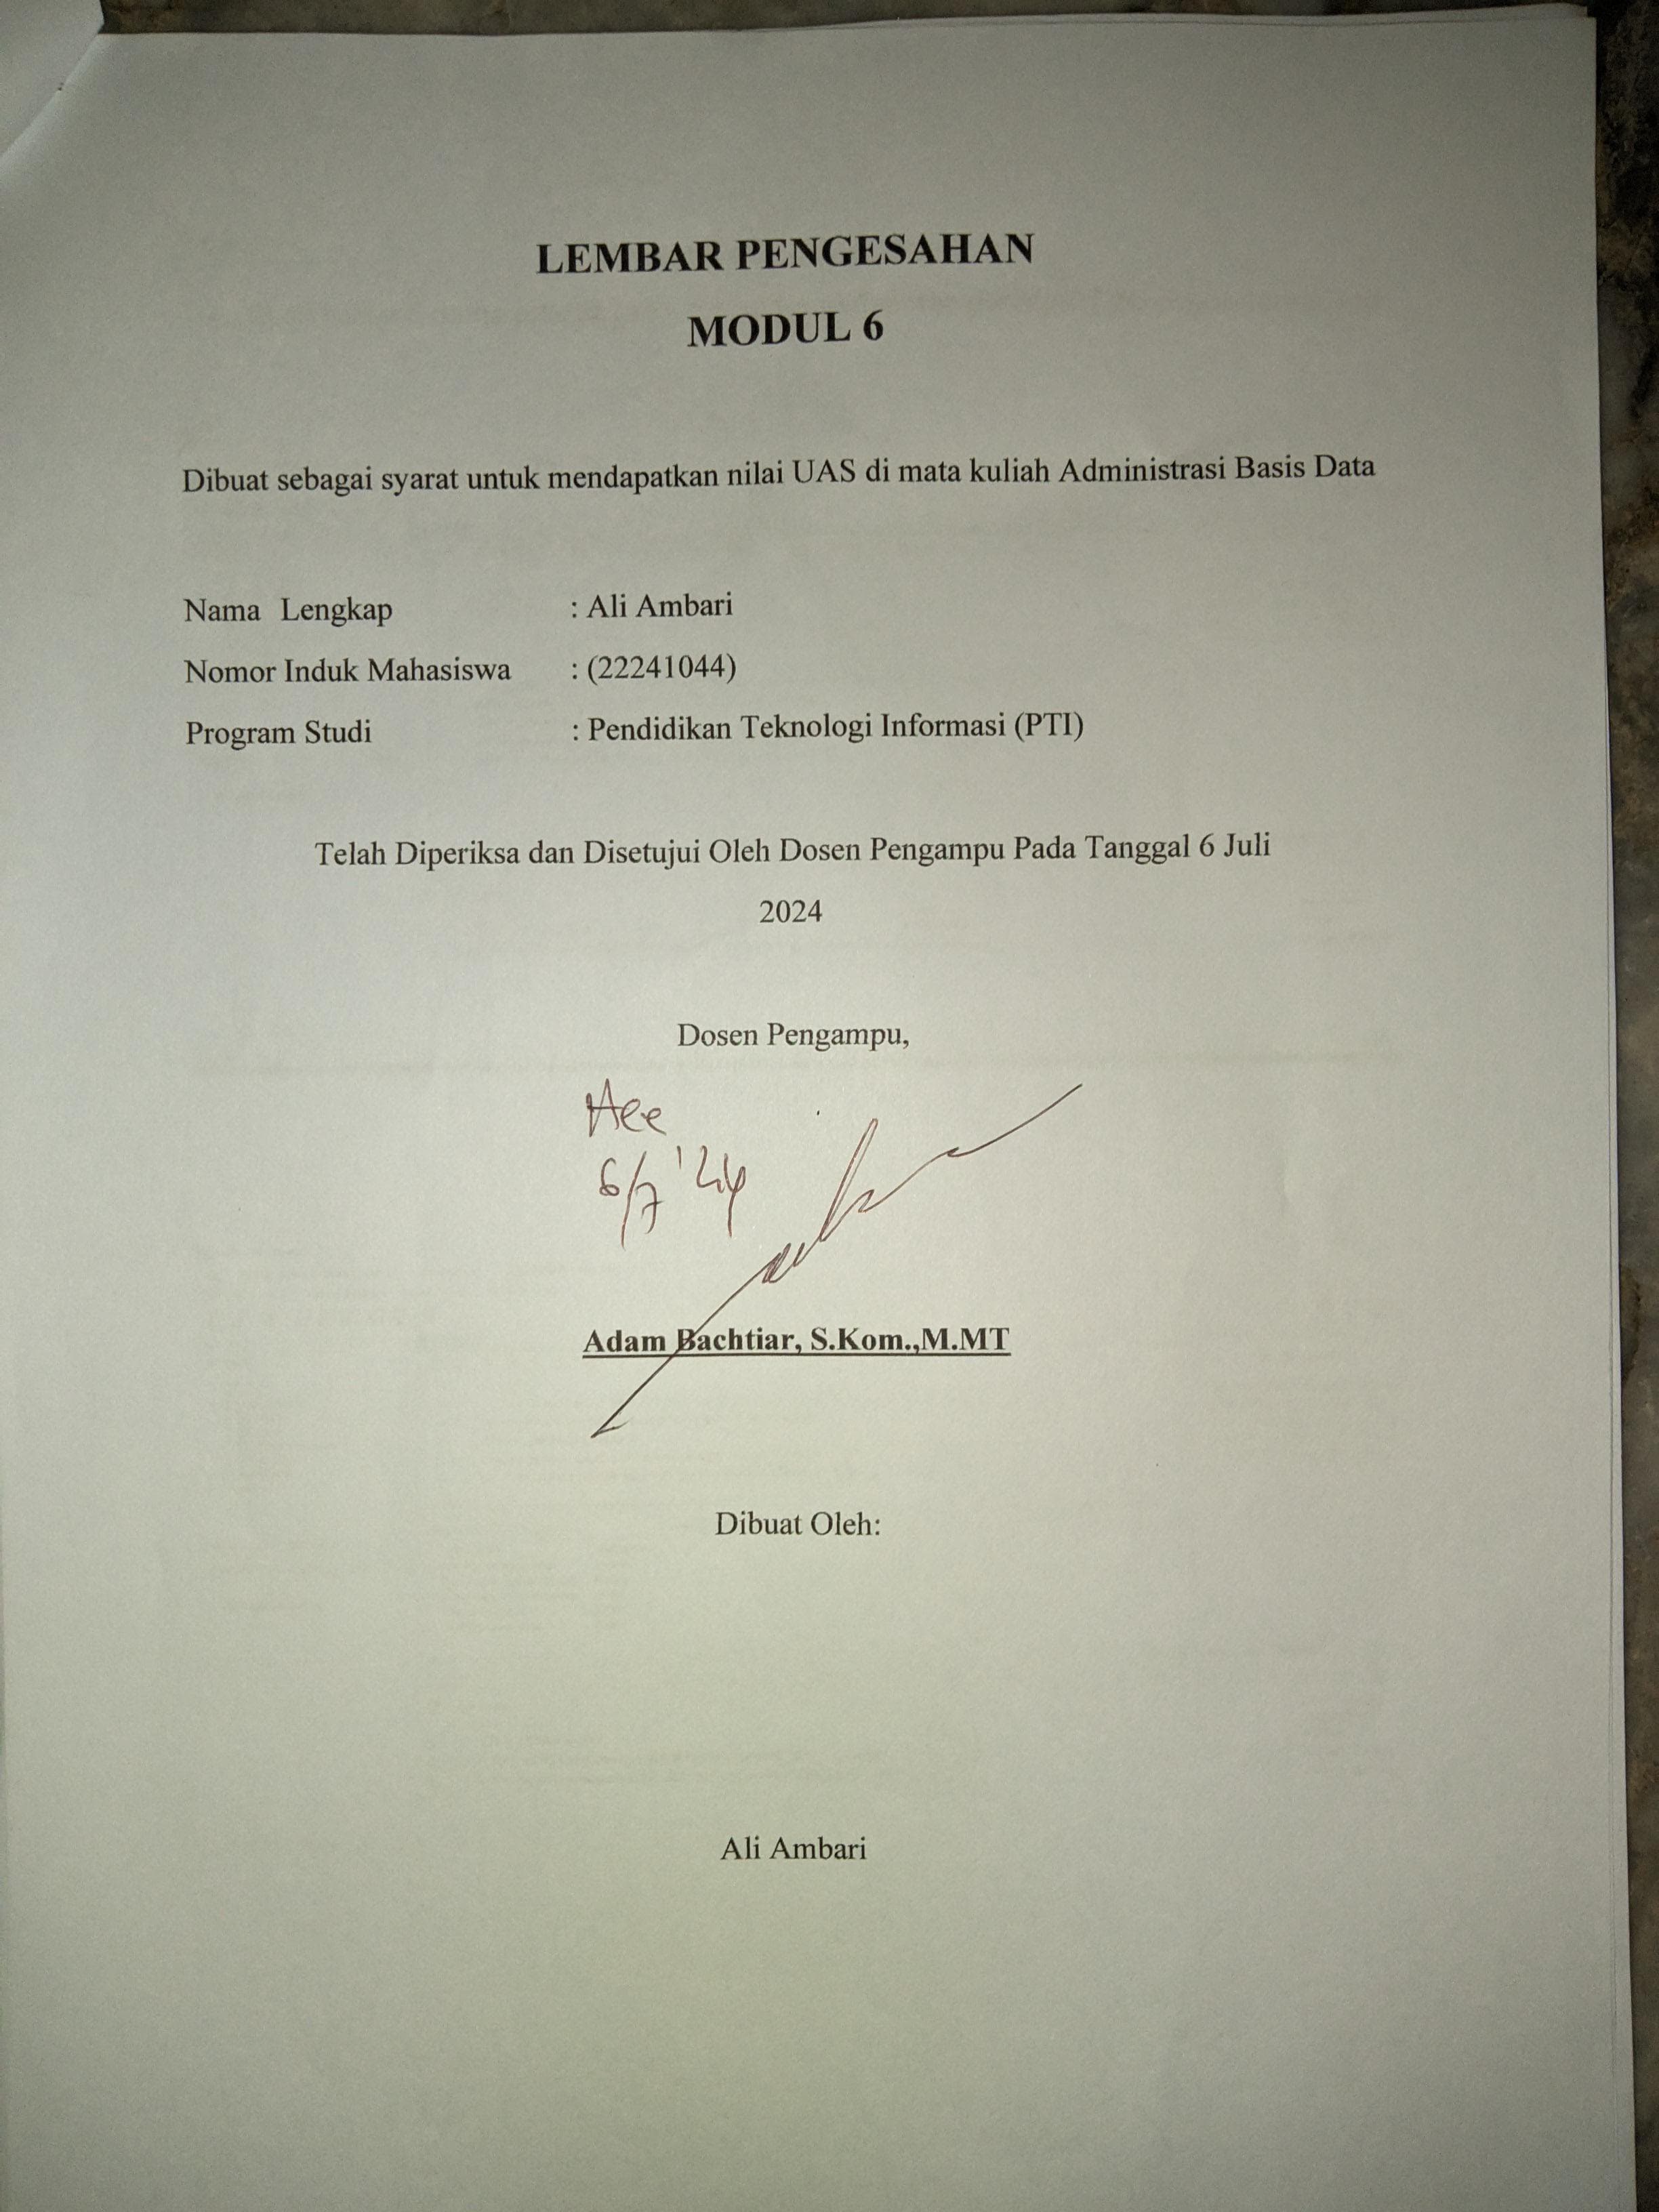 LEMBAR PENGESAHAN
MODUL 6
Dibuat sebagai syarat untuk mendapatkan nilai UAS di mata kuliah Administrasi Basis Data
Nama Lengkap : Ali Ambari
Nomor Induk Mahasiswa : (22241044)
Program Studi : Pendidikan Teknologi Informasi (PTI)
Telah Diperiksa dan Disetujui Oleh Dosen Pengampu Pada Tanggal 6 Juli
2024
Dosen Pengampu,
Acc
6/7 '24
Adam Bachtiar, S.Kom.,M.MT
Dibuat Oleh:
Ali Ambari